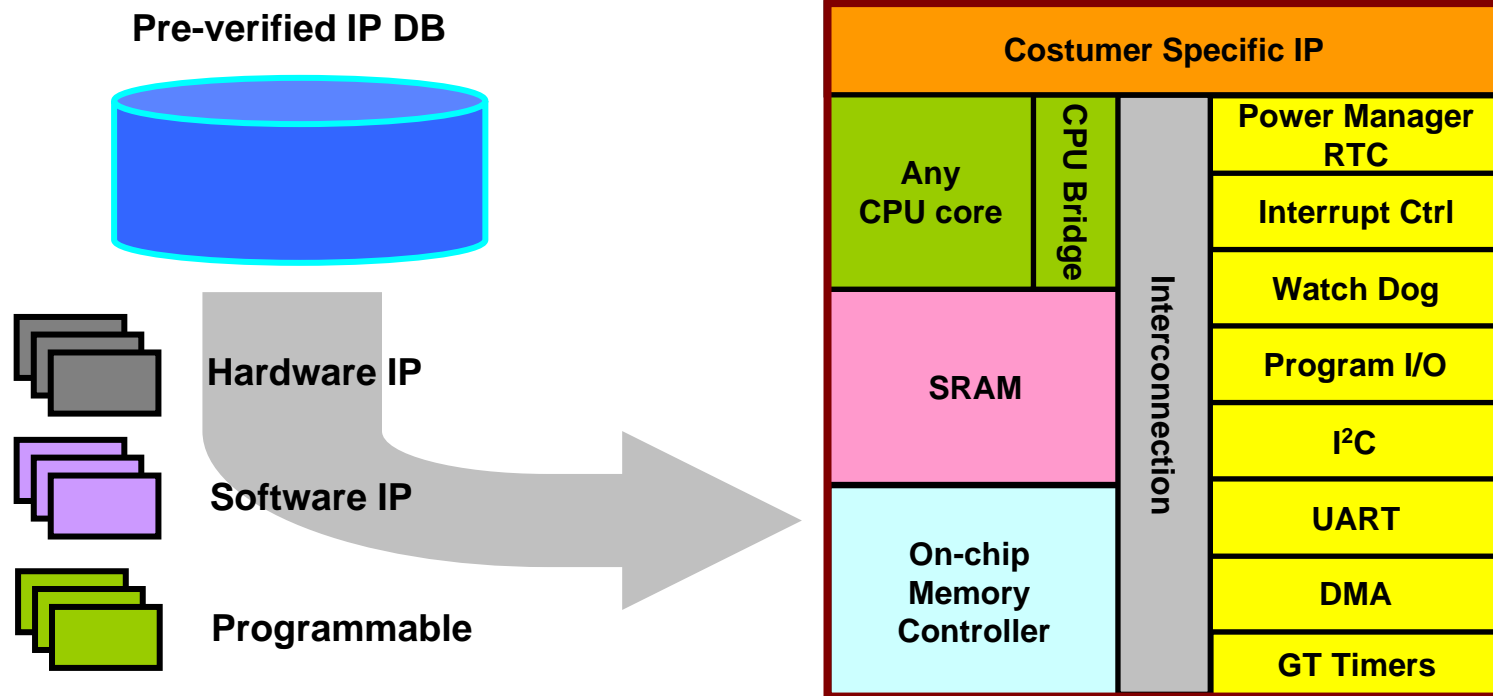 Pre-verified IP DB
Hardware IP
Software IP
Programmable
Costumer Specific IP
Any
CPU core
CPU Bridge
SRAM
On-chip
Memory
Controller
Interconnection
Power Manager
RTC
Interrupt Ctrl
Watch Dog
Program I/O
I²C
UART
DMA
GT Timers